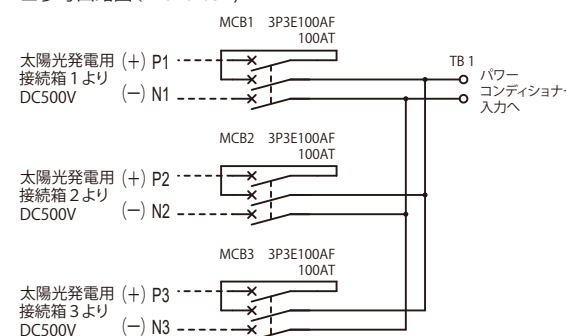 MCB1 3P3E100AF
100AT
太陽光発電用
接続箱1より
DC500V
(+) P1
(−) N1
TB 1
パワー
コンディショナー
入力へ
MCB2 3P3E100AF
100AT
太陽光発電用
接続箱2より
DC500V
(+) P2
(−) N2
MCB3 3P3E100AF
100AT
太陽光発電用
接続箱3より
DC500V
(+) P3
(−) N3